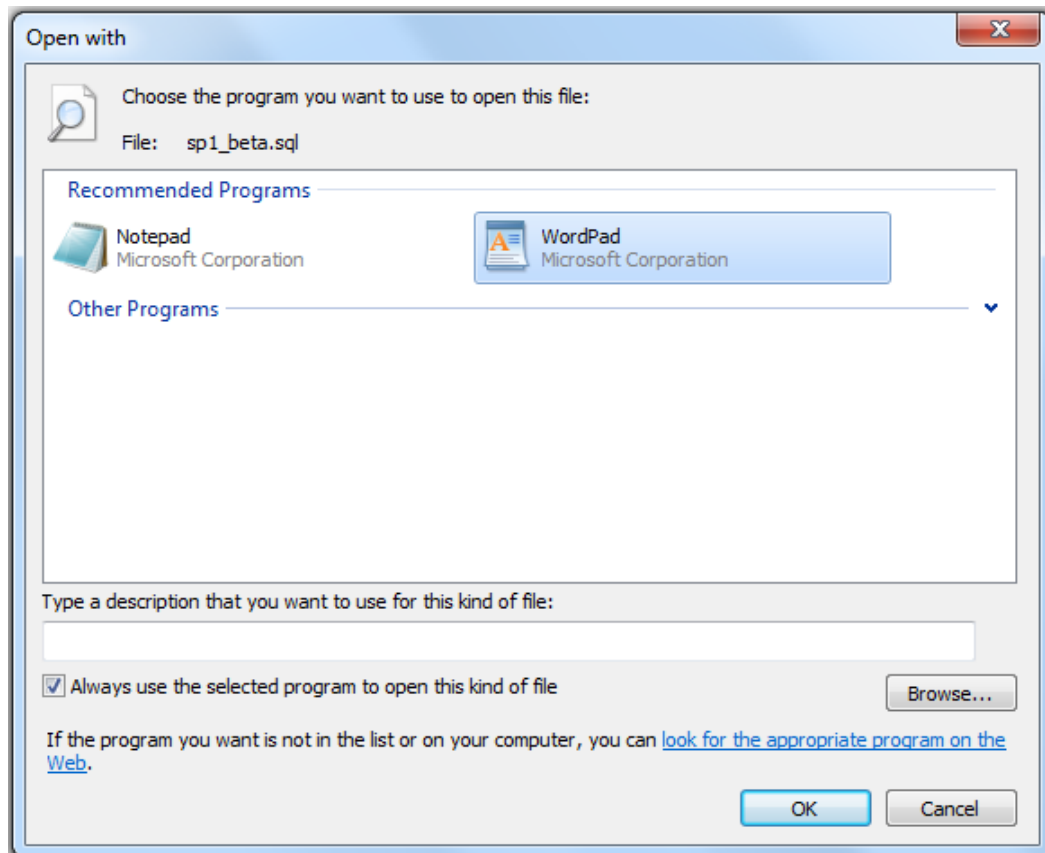 Open with
Choose the program you want to use to open this file:
File: sp1_beta.sql
Recommended Programs
Notepad
Microsoft Corporation
WordPad
Microsoft Corporation
Other Programs
Type a description that you want to use for this kind of file:
Always use the selected program to open this kind of file
Browse...
If the program you want is not in the list or on your computer, you can look for the appropriate program on the
Web.
OK
Cancel